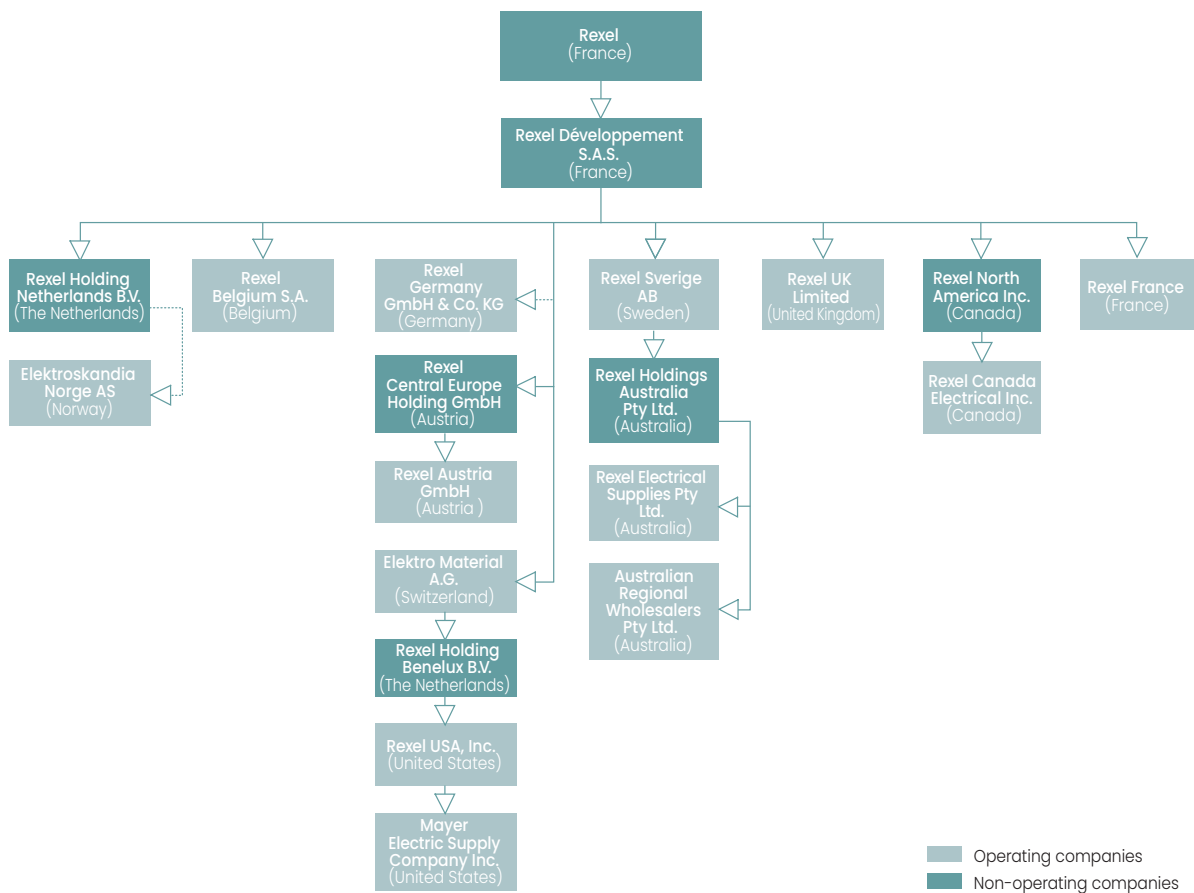 Rexel
(France)
Rexel Développement
S.A.S.
(France)
Rexel Holding
Netherlands B.V.
(The Netherlands)
Rexel
Belgium S.A.
(Belgium)
Rexel
Germany
GmbH & Co. KG
(Germany)
Rexel Sverige
AB
(Sweden)
Rexel UK
Limited
(United Kingdom)
Rexel North
America Inc.
(Canada)
Rexel France
(France)
Elektroskandia
Norge AS
(Norway)
Rexel
Central Europe
Holding GmbH
(Austria)
Rexel Holdings
Australia
Pty Ltd.
(Australia)
Rexel Canada
Electrical Inc.
(Canada)
Rexel Austria
GmbH
(Austria )
Rexel Electrical
Supplies Pty
Ltd.
(Australia)
Elektro Material
A.G.
(Switzerland)
Australian
Regional
Wholesalers
Pty Ltd.
(Australia)
Rexel Holding
Benelux B.V.
(The Netherlands)
Rexel USA, Inc.
(United States)
Mayer
Electric Supply
Company Inc.
(United States)
Operating companies
Non-operating companies